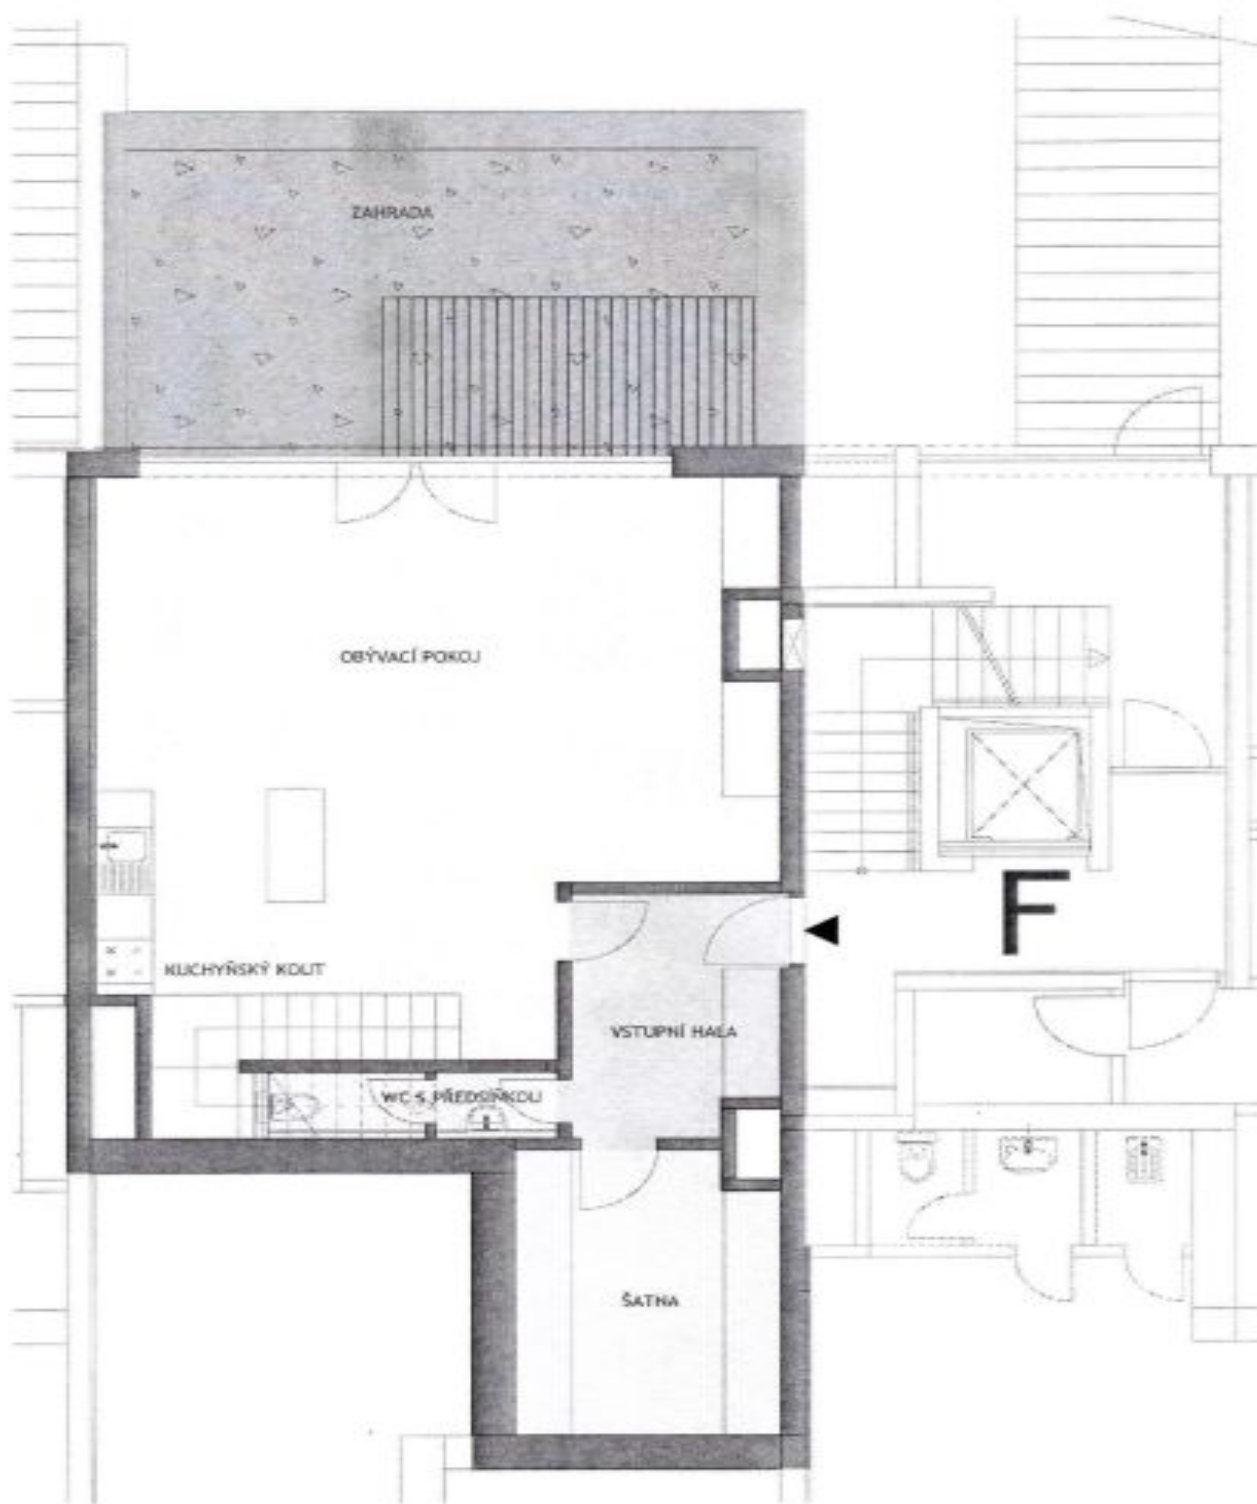 ZAHRADA
OBÝVACÍ POKOJ
F
KUCHYŇSKÝ KOUT
VSTUPNÍ HALA
WC S PŘEDSÍŇKOU
ŠATNA